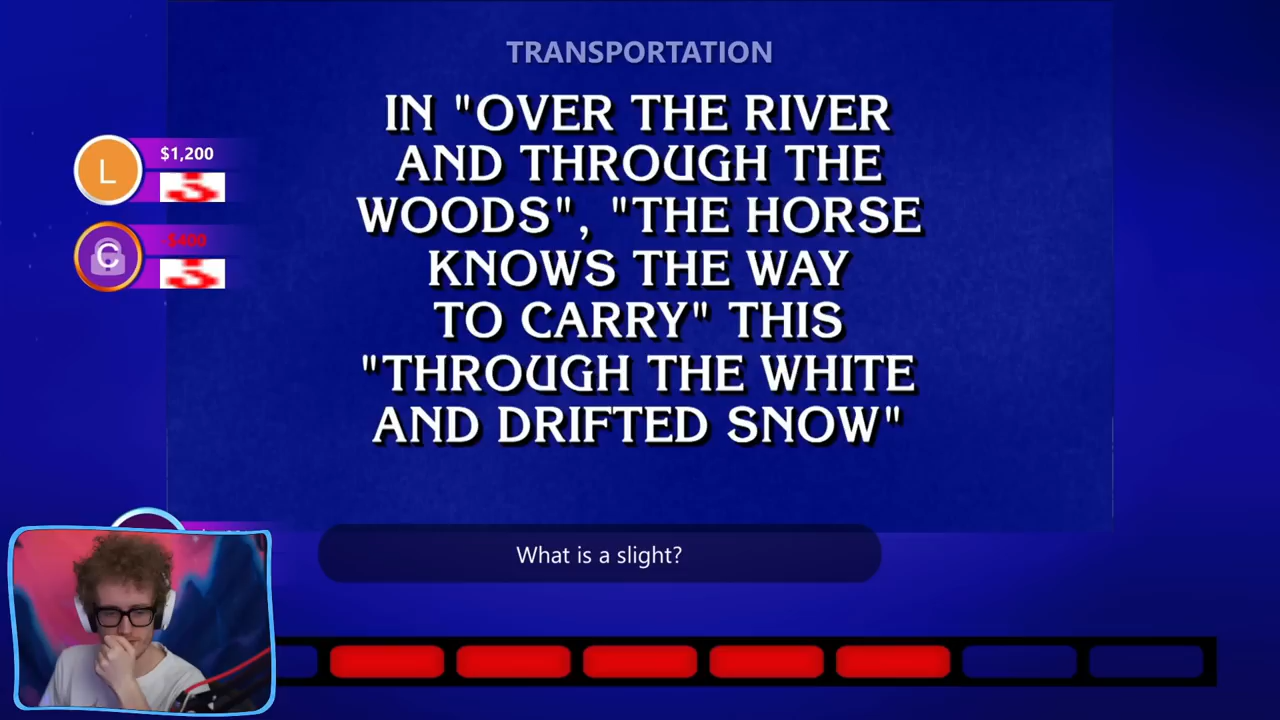 TRANSPORTATION
IN "OVER THE RIVER
AND THROUGH THE
WOODS", "THE HORSE
KNOWS THE WAY
TO CARRY" THIS
"THROUGH THE WHITE
AND DRIFTED SNOW"
L
$1,200
C
-$400
What is a slight?